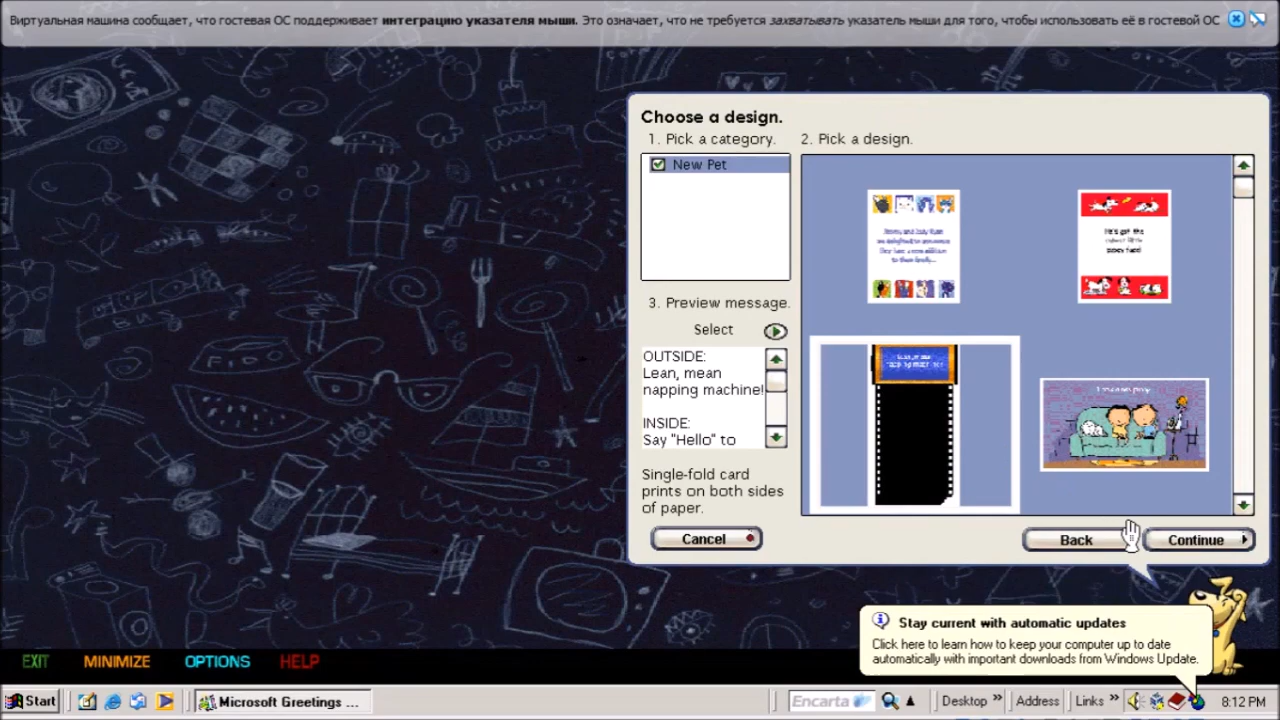 Виртуальная машина сообщает, что гостевая ОС поддерживает интеграцию указателя мыши. Это означает, что не требуется захватывать указатель мыши для того, чтобы использовать её в гостевой ОС
Choose a design.
1. Pick a category.
2. Pick a design.
New Pet
It's got the
3. Preview message.
Select
OUTSIDE:
Lean, mean
napping machine!
INSIDE:
Say "Hello" to
Single-fold card
prints on both sides
of paper.
Cancel
Back
Continue
Stay current with automatic updates
Click here to learn how to keep your computer up to date
automatically with important downloads from Windows Update.
EXIT
MINIMIZE
OPTIONS
HELP
Start
Microsoft Greetings ...
Encarta
Desktop
Address
Links
8:12 PM